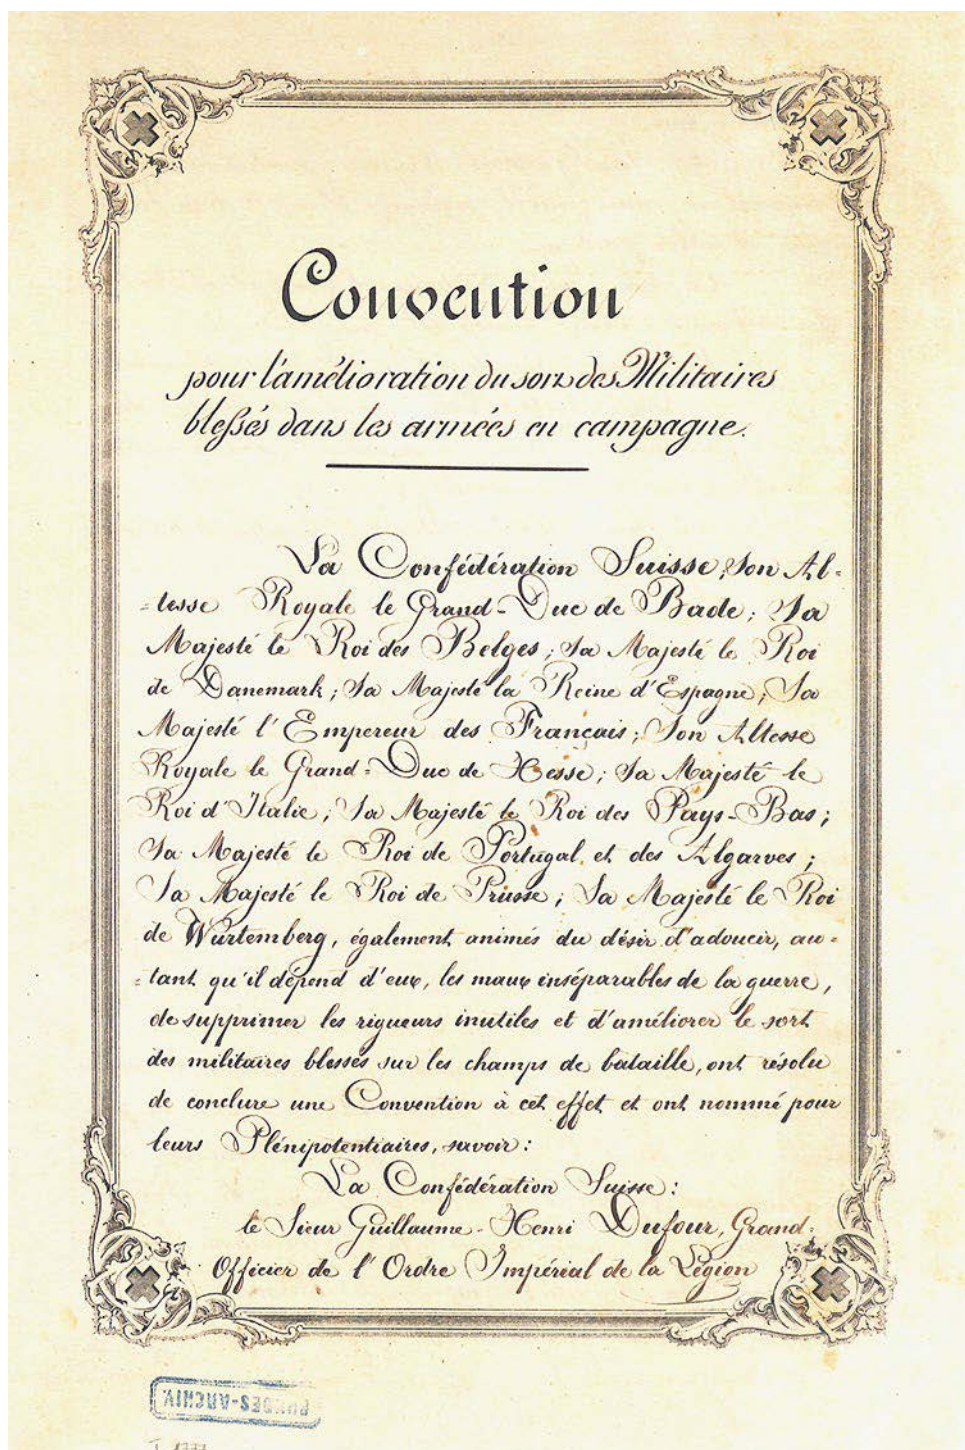 Convention
pour l'amélioration du sort des Militaires
blessés dans les armées en campagne.
La Confédération Suisse; Son Al-
-tesse Royale le Grand-Duc de Bade; Sa
Majesté le Roi des Belges; Sa Majesté le Roi
de Danemark; Sa Majesté la Reine d'Espagne; Sa
Majesté l'Empereur des Français; Son Altesse
Royale le Grand-Duc de Hesse; Sa Majesté le
Roi d'Italie; Sa Majesté le Roi des Pays-Bas;
Sa Majesté le Roi de Portugal et des Algarves;
Sa Majesté le Roi de Prusse; Sa Majesté le Roi
de Würtemberg, également animés du désir d'adoucir, au-
-tant qu'il dépend d'eux, les maux inséparables de la guerre,
de supprimer les rigueurs inutiles et d'améliorer le sort
des militaires blessés sur les champs de bataille, ont résolu
de conclure une Convention à cet effet et ont nommé pour
leurs Plénipotentiaires, savoir:
La Confédération Suisse:
le Sieur Guillaume-Henri Dufour, Grand-
Officier de l'Ordre Impérial de la Légion
BUNDES-ARCHIV